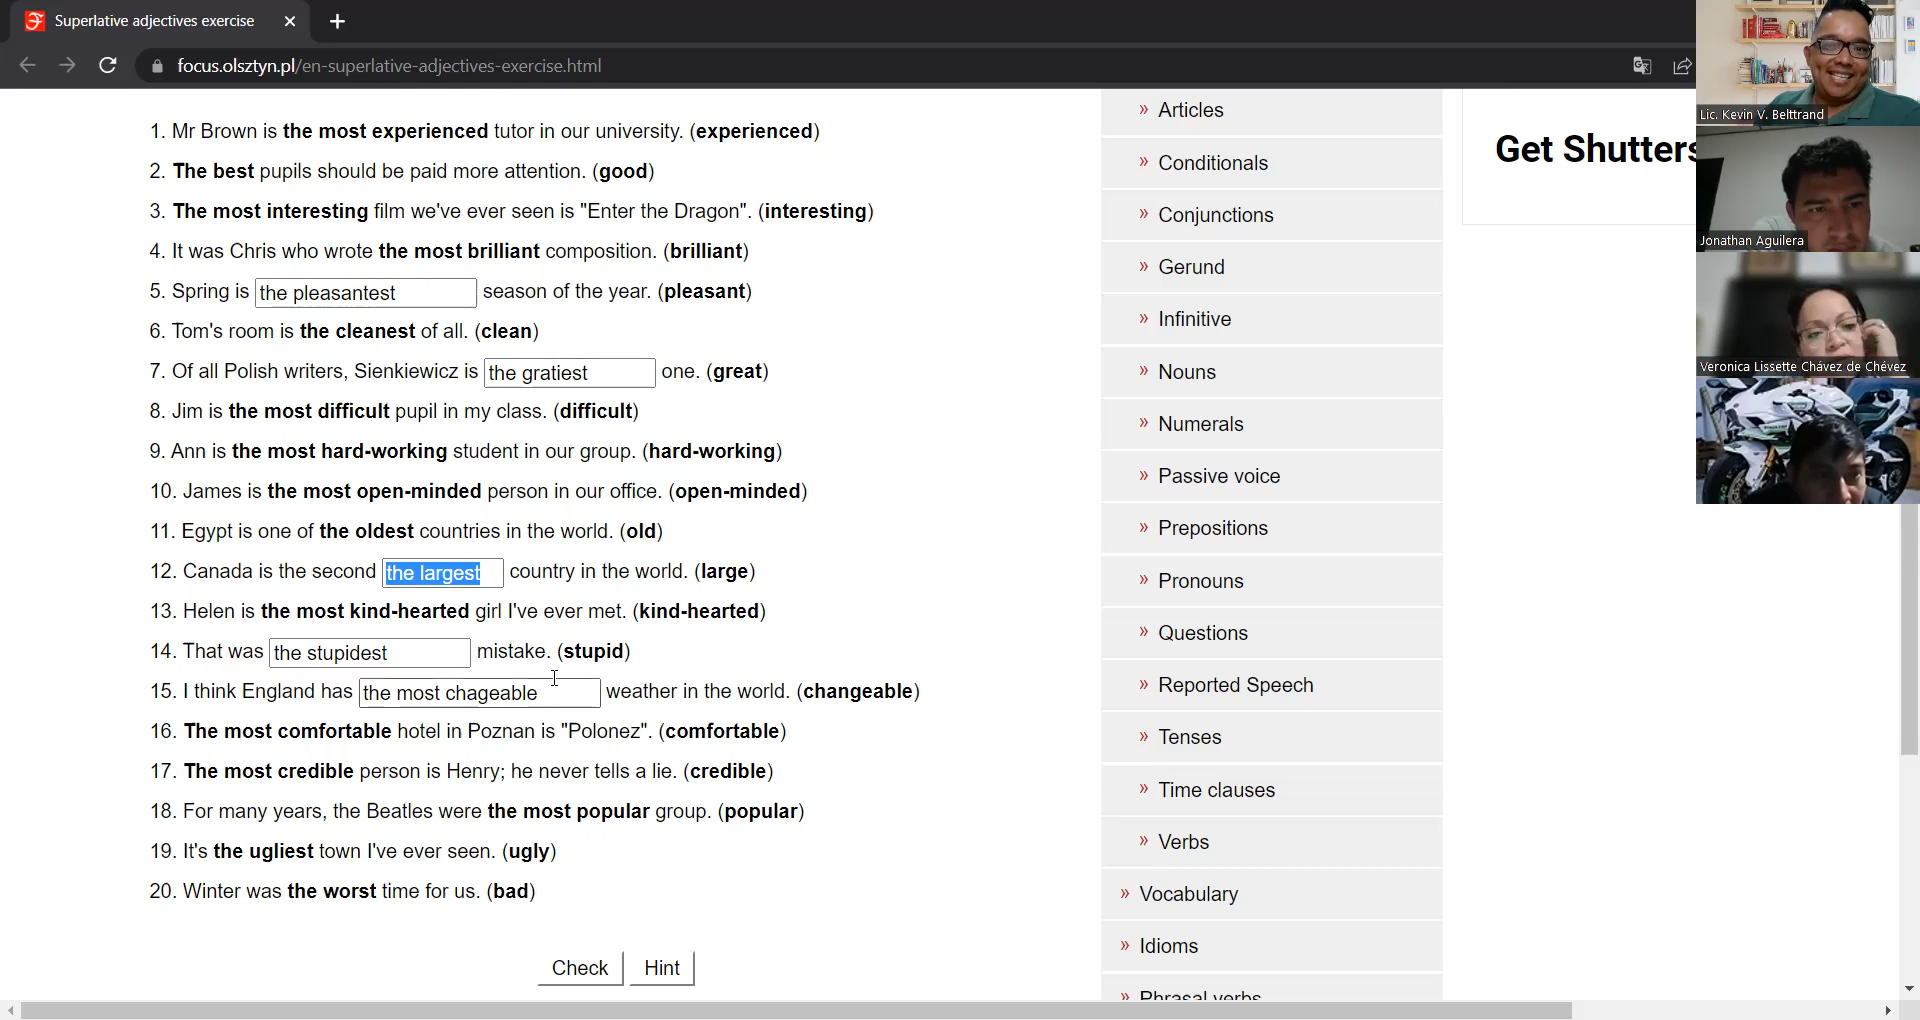 Superlative adjectives exercise
focus.olsztyn.pl/en-superlative-adjectives-exercise.html
1. Mr Brown is the most experienced tutor in our university. (experienced)
2. The best pupils should be paid more attention. (good)
3. The most interesting film we've ever seen is "Enter the Dragon". (interesting)
4. It was Chris who wrote the most brilliant composition. (brilliant)
5. Spring is the pleasantest season of the year. (pleasant)
6. Tom's room is the cleanest of all. (clean)
7. Of all Polish writers, Sienkiewicz is the gratiest one. (great)
8. Jim is the most difficult pupil in my class. (difficult)
9. Ann is the most hard-working student in our group. (hard-working)
10. James is the most open-minded person in our office. (open-minded)
11. Egypt is one of the oldest countries in the world. (old)
12. Canada is the second the largest country in the world. (large)
13. Helen is the most kind-hearted girl I've ever met. (kind-hearted)
14. That was the stupidest mistake. (stupid)
15. I think England has the most chageable weather in the world. (changeable)
16. The most comfortable hotel in Poznan is "Polonez". (comfortable)
17. The most credible person is Henry; he never tells a lie. (credible)
18. For many years, the Beatles were the most popular group. (popular)
19. It's the ugliest town I've ever seen. (ugly)
20. Winter was the worst time for us. (bad)
Check Hint
» Articles
» Conditionals
» Conjunctions
» Gerund
» Infinitive
» Nouns
» Numerals
» Passive voice
» Prepositions
» Pronouns
» Questions
» Reported Speech
» Tenses
» Time clauses
» Verbs
» Vocabulary
» Idioms
» Phrasal verbs
Get Shutters
Lic. Kevin V. Belttrand
Jonathan Aguilera
Veronica Lissette Chávez de Chévez